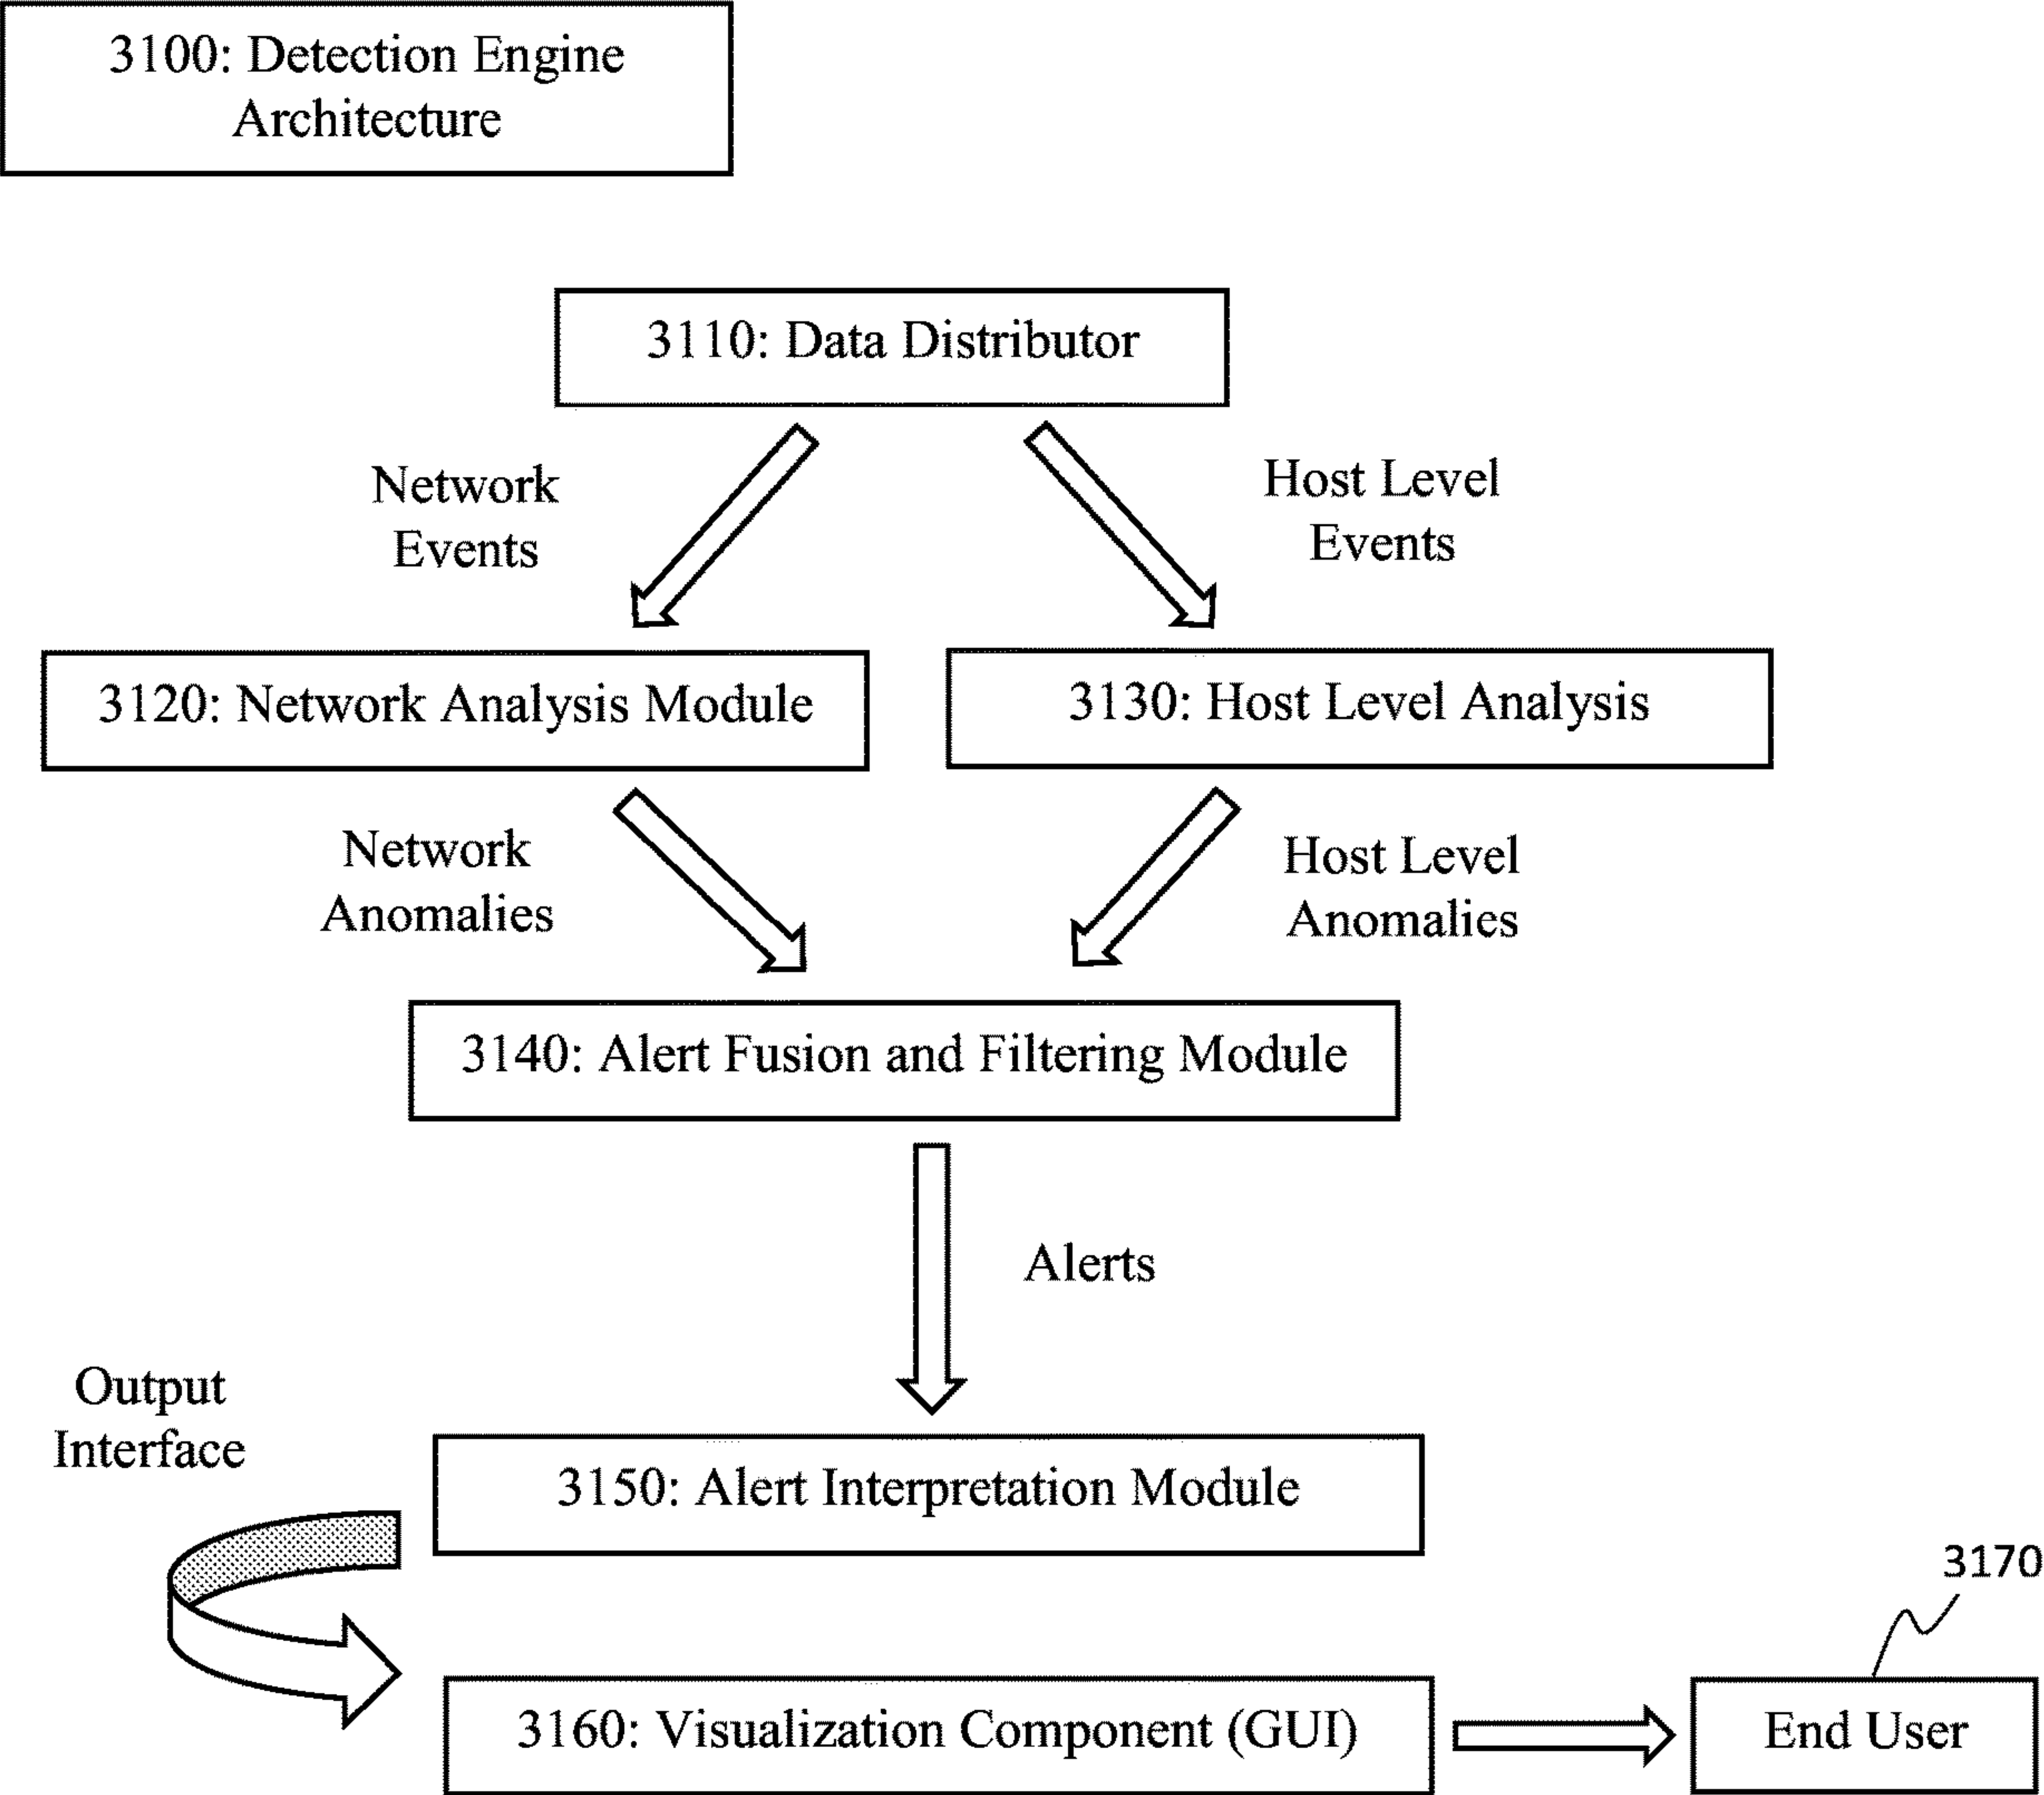 3100: Detection Engine
Architecture
3110: Data Distributor
Network
Events
Host Level
Events
3120: Network Analysis Module
3130: Host Level Analysis
Network
Anomalies
Host Level
Anomalies
3140: Alert Fusion and Filtering Module
Alerts
Output
Interface
3150: Alert Interpretation Module
3170
3160: Visualization Component (GUI)
End User